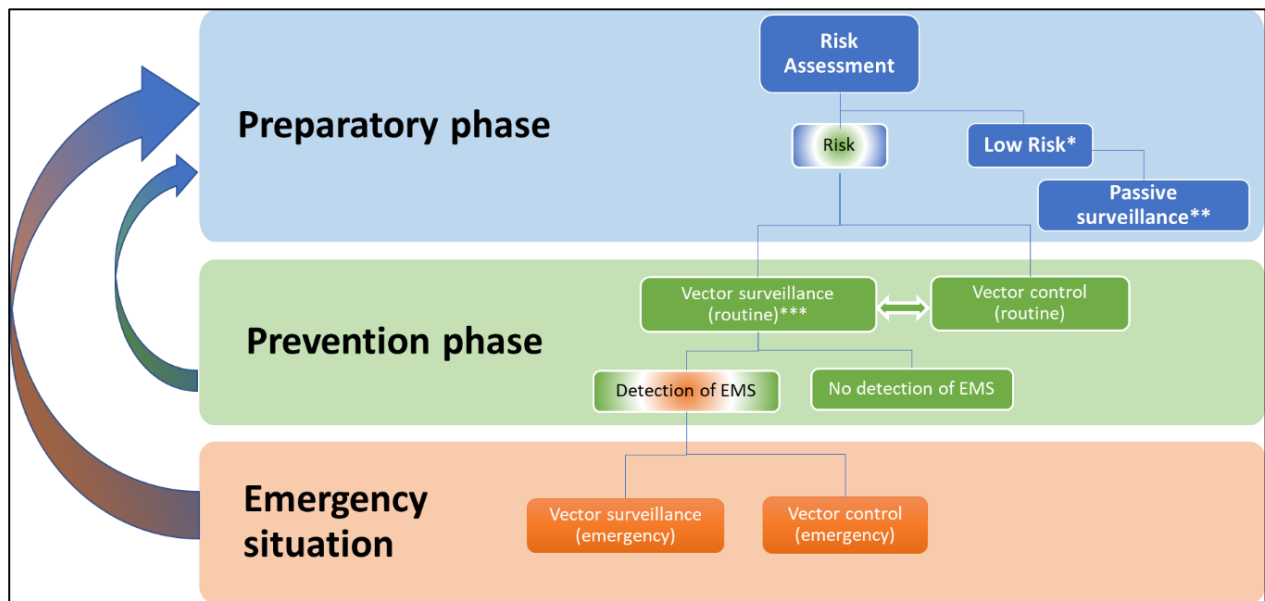 Risk
Assessment
Preparatory phase
Risk
Low Risk*
Passive
surveillance**
Vector surveillance
(routine)***
Vector control
(routine)
Prevention phase
Detection of EMS
No detection of EMS
Emergency
situation
Vector surveillance
(emergency)
Vector control
(emergency)